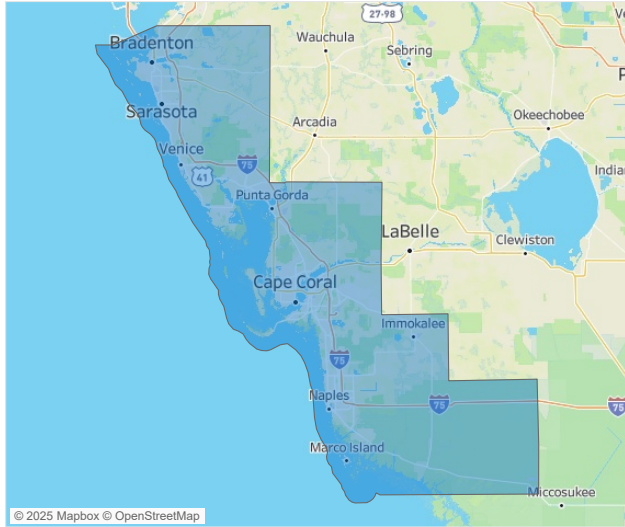 27-98
Wauchula
Bradenton
Sebring
Sarasota
Okeechobee
Arcadia
Venice
75
41
Punta Gorda
LaBelle
Clewiston
Cape Coral
Immokalee
75
Naples
75
75
Marco Island
Miccosukee
© 2025 Mapbox © OpenStreetMap